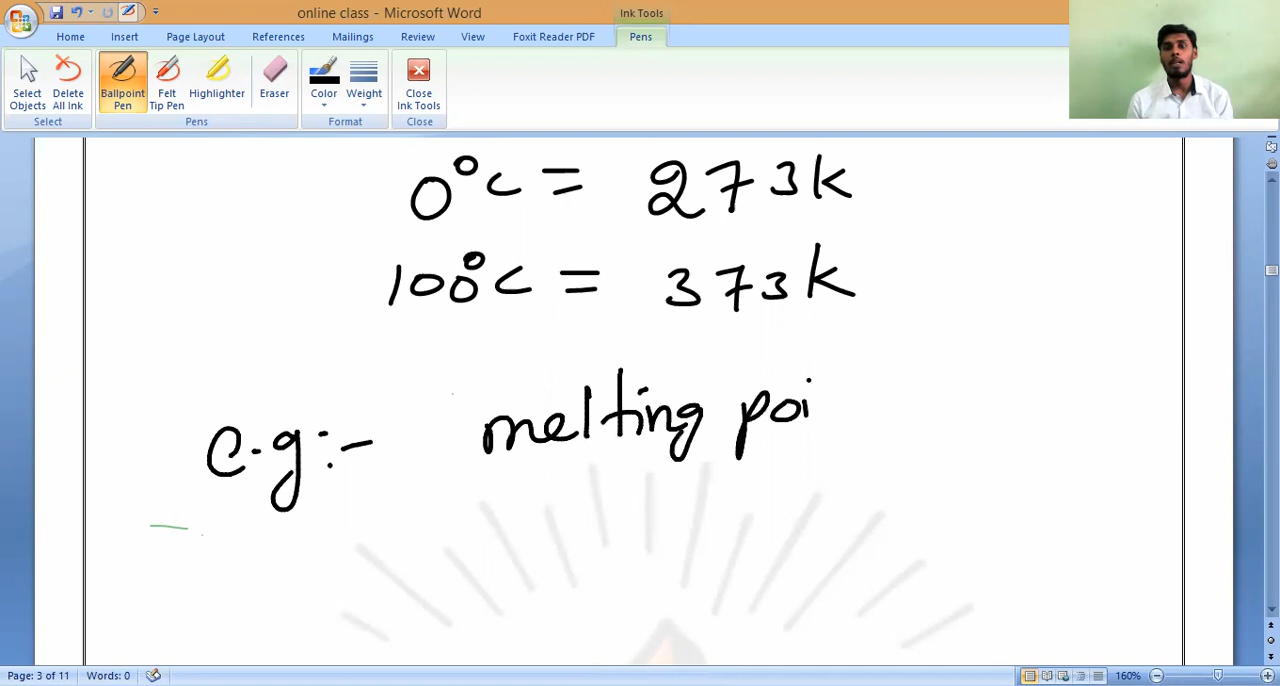 online class - Microsoft Word
Ink Tools
Home Insert Page Layout References Mailings Review View Foxit Reader PDF Pens
Select Objects
Delete All Ink
Ballpoint Pen
Felt Tip Pen
Highlighter
Eraser
Color
Weight
Close Ink Tools
Select Pens Format Close
0°C = 273k
100°C = 373k
e.g:- melting poi
Page: 3 of 11 Words: 0 160%